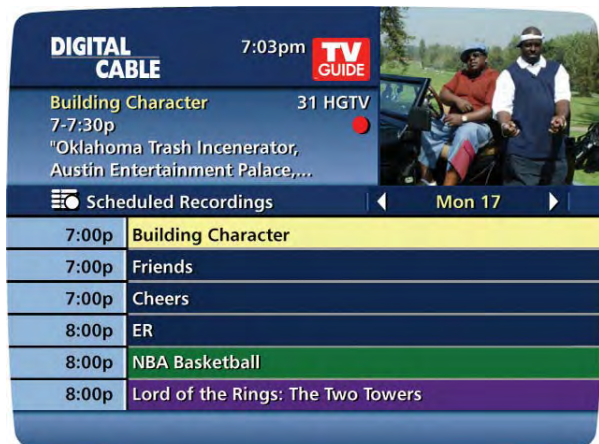 DIGITAL
CABLE
7:03pm
TV
GUIDE
Building Character 31 HGTV
7-7:30p
"Oklahoma Trash Incenerator,
Austin Entertainment Palace,...
Scheduled Recordings Mon 17
7:00p Building Character
7:00p Friends
7:00p Cheers
8:00p ER
8:00p NBA Basketball
8:00p Lord of the Rings: The Two Towers